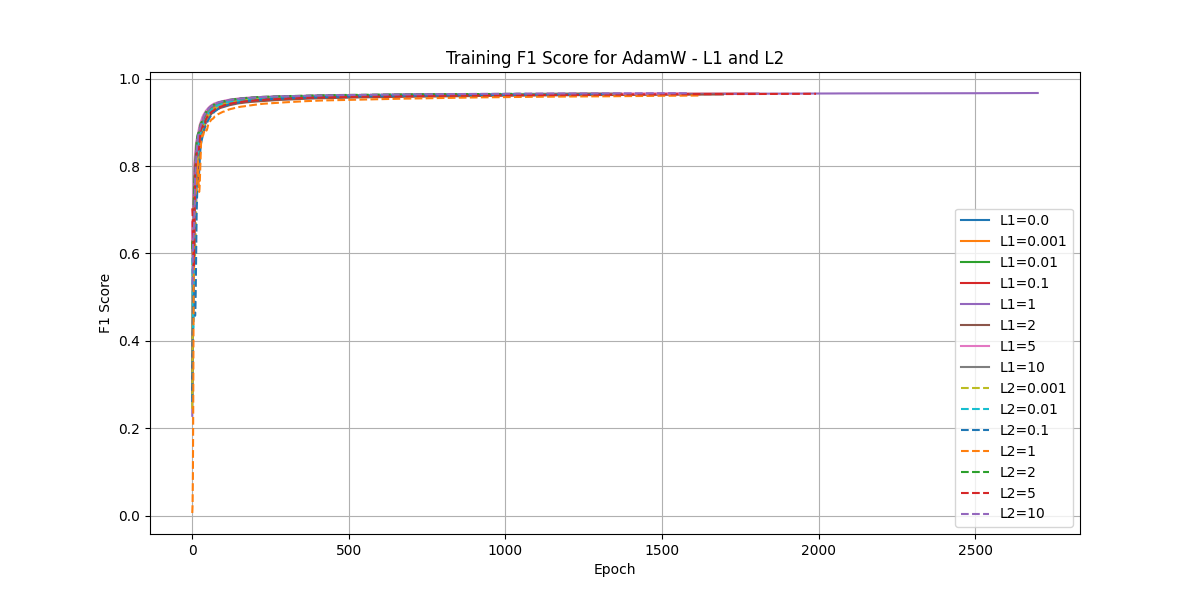 Training F1 Score for AdamW - L1 and L2
1.0
0.8
0.6
0.4
0.2
0.0
F1 Score
L1=0.0
L1=0.001
L1=0.01
L1=0.1
L1=1
L1=2
L1=5
L1=10
L2=0.001
L2=0.01
L2=0.1
L2=1
L2=2
L2=5
L2=10
0 500 1000 1500 2000 2500
Epoch